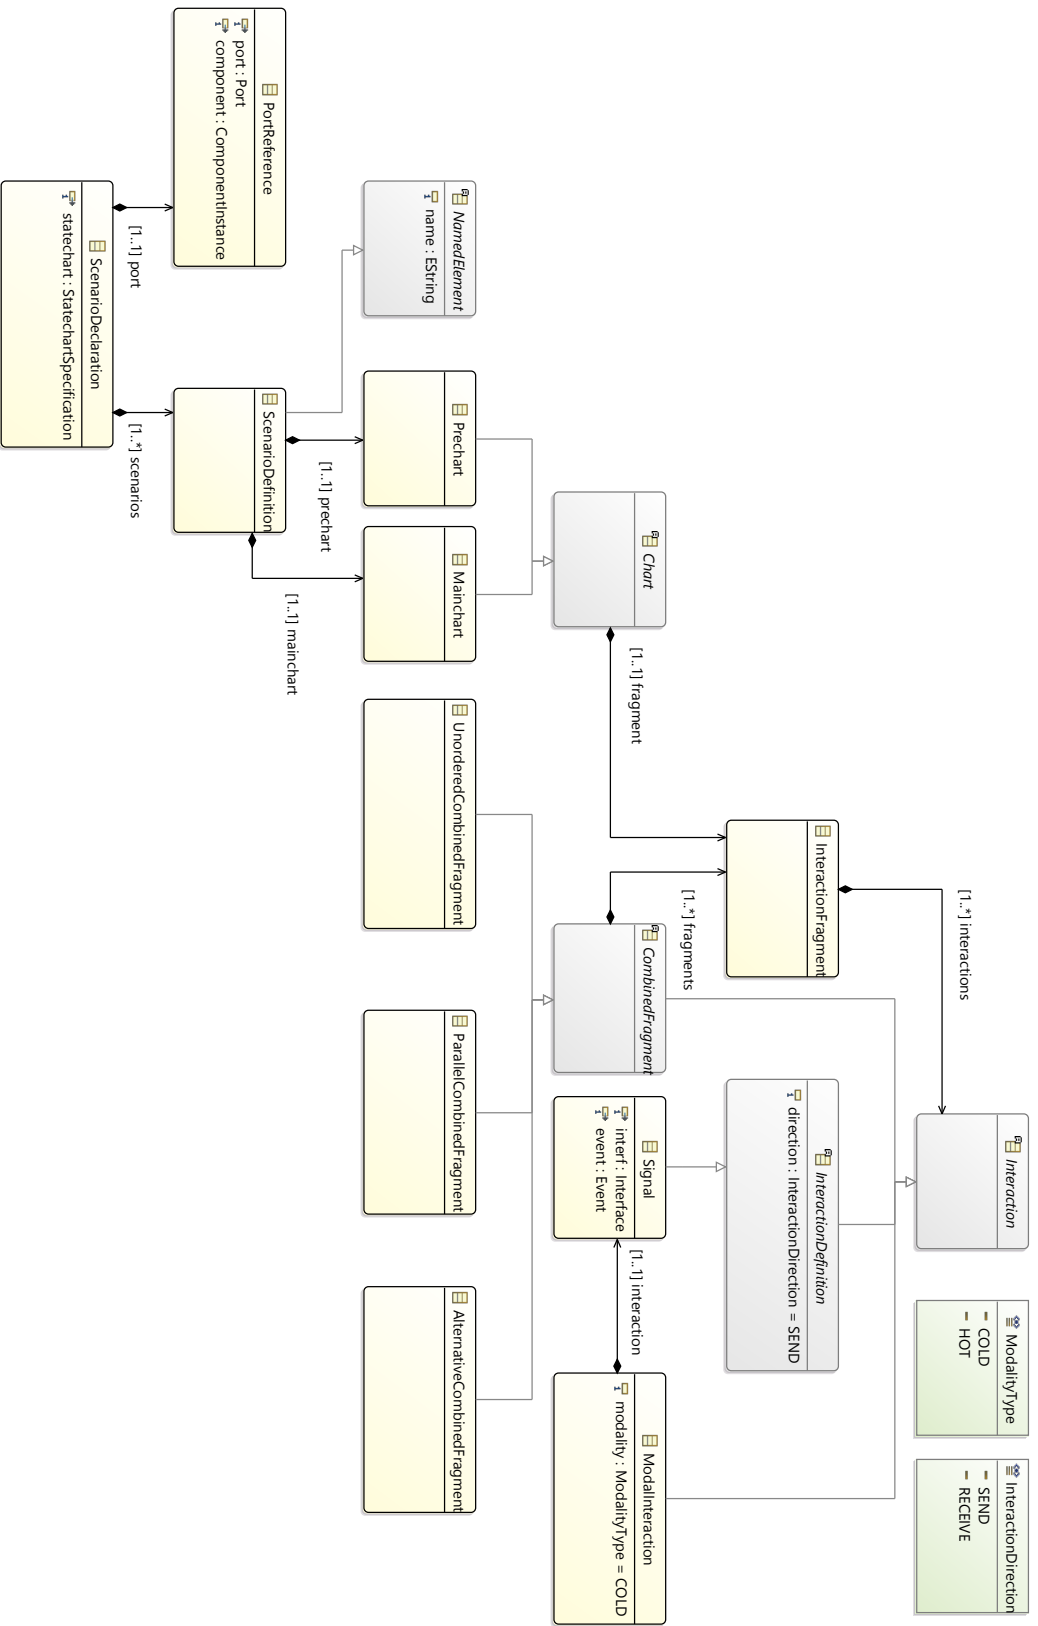 Interaction
ModalityType
COLD
HOT
InteractionDirection
SEND
RECEIVE
[1..*] interactions
InteractionFragment
InteractionDefinition
direction : InteractionDirection = SEND
[1..*] fragments
Chart
[1..1] fragment
CombinedFragment
Signal
interf : Interface
event : Event
[1..1] interaction
ModalInteraction
modality : ModalityType = COLD
NamedElement
name : EString
Prechart
Mainchart
UnorderedCombinedFragment
ParallelCombinedFragment
AlternativeCombinedFragment
[1..1] prechart
[1..1] mainchart
PortReference
port : Port
component : ComponentInstance
ScenarioDefinition
[1..1] port
[1..*] scenarios
ScenarioDeclaration
statechart : StatechartSpecification